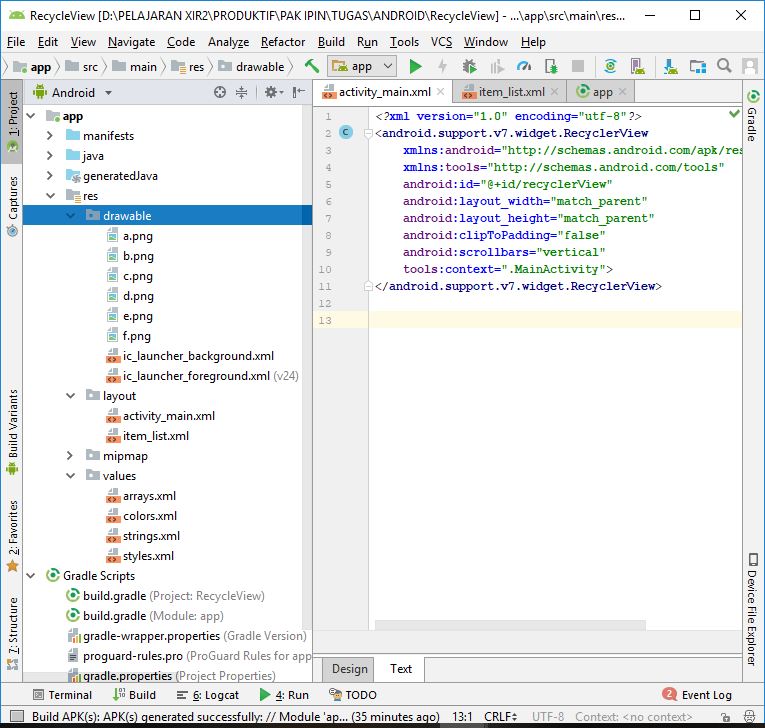 RecycleView [D:\PELAJARAN XIR2\PRODUKTIF\PAK IPIN\TUGAS\ANDROID\RecycleView] - ...\app\src\main\res...
File Edit View Navigate Code Analyze Refactor Build Run Tools VCS Window Help
app src main res drawable app
1: Project
Captures
Build Variants
2: Favorites
7: Structure
Android
app
manifests
java
generatedJava
res
drawable
a.png
b.png
c.png
d.png
e.png
f.png
ic_launcher_background.xml
ic_launcher_foreground.xml (v24)
layout
activity_main.xml
item_list.xml
mipmap
values
arrays.xml
colors.xml
strings.xml
styles.xml
Gradle Scripts
build.gradle (Project: RecycleView)
build.gradle (Module: app)
gradle-wrapper.properties (Gradle Version)
proguard-rules.pro (ProGuard Rules for app
gradle.properties (Project Properties)
activity_main.xml item_list.xml app
1 <?xml version="1.0" encoding="utf-8"?>
2 C <android.support.v7.widget.RecyclerView
3 xmlns:android="http://schemas.android.com/apk/res
4 xmlns:tools="http://schemas.android.com/tools"
5 android:id="@+id/recyclerView"
6 android:layout_width="match_parent"
7 android:layout_height="match_parent"
8 android:clipToPadding="false"
9 android:scrollbars="vertical"
10 tools:context=".MainActivity">
11 </android.support.v7.widget.RecyclerView>
12
13
Design Text
Gradle
Device File Explorer
Terminal Build 6: Logcat 4: Run TODO 2 Event Log
Build APK(s): APK(s) generated successfully: // Module 'ap... (35 minutes ago) 13:1 CRLF UTF-8 Context: <no context>